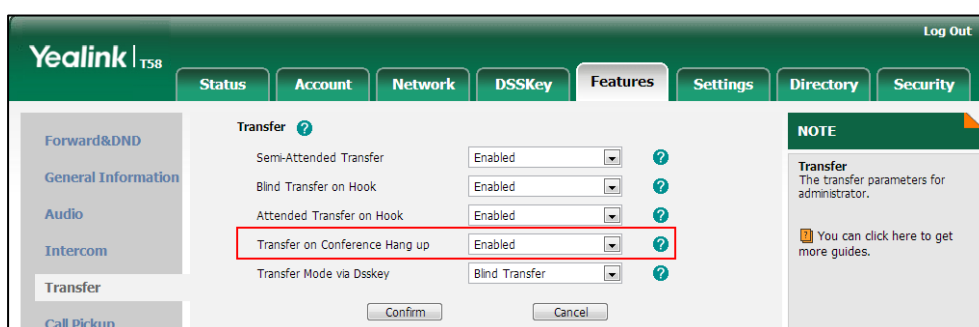 Log Out
Yealink | T58
Status Account Network DSSKey Features Settings Directory Security
Forward&DND
General Information
Audio
Intercom
Transfer
Call Pickup
Transfer ?
Semi-Attended Transfer Enabled ?
Blind Transfer on Hook Enabled ?
Attended Transfer on Hook Enabled ?
Transfer on Conference Hang up Enabled ?
Transfer Mode via Dsskey Blind Transfer ?
Confirm Cancel
NOTE
Transfer
The transfer parameters for
administrator.
? You can click here to get
more guides.